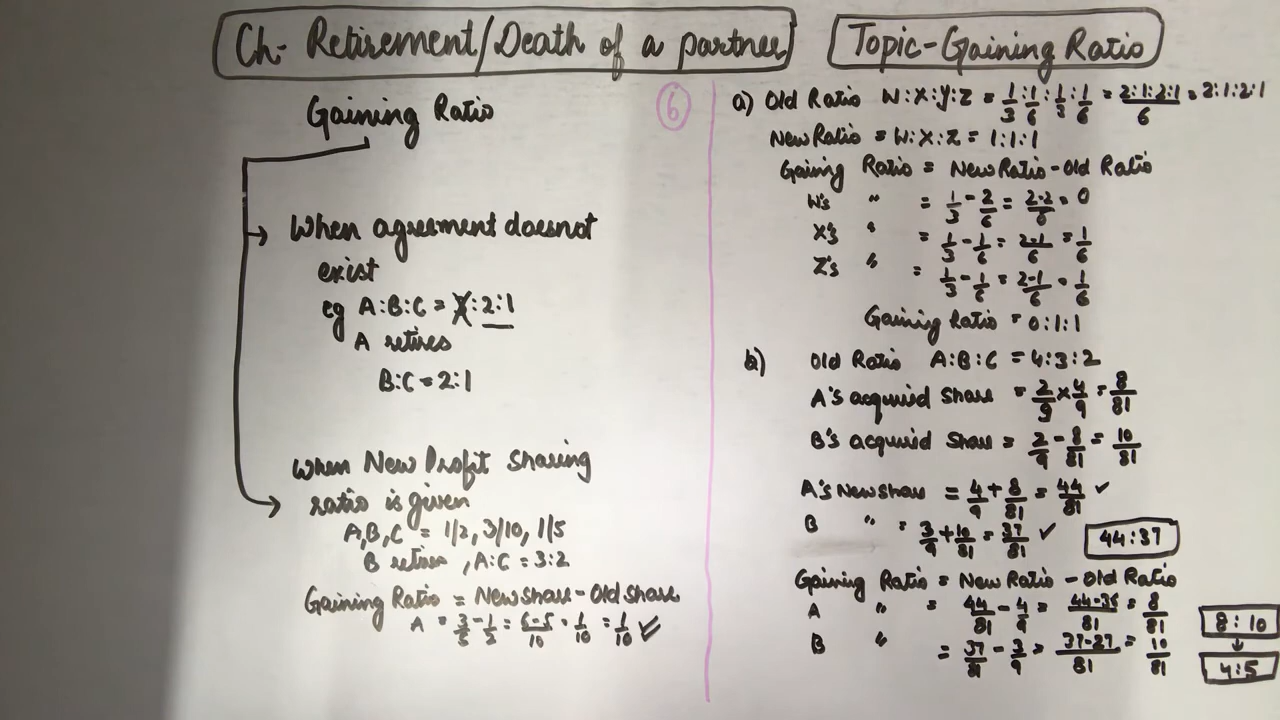 Ch- Retirement/Death of a partner
Topic-Gaining Ratio
Gaining Ratio
When agreement doesnot
exist
eg A:B:C = X:2:1
A retires
B:C = 2:1
When New Profit Sharing
ratio is given
A,B,C = 1/2, 3/10, 1/5
B retires, A:C = 3:2
Gaining Ratio = New share - Old share
A = 3/5 - 1/2 = 6-5/10 = 1/10 = 1/10 ✓
6
a) Old Ratio W:X:Y:Z = 1/3:1/6:1/3:1/6 = 2:1:2:1/6 = 2:1:2:1
New Ratio = W:X:Z = 1:1:1
Gaining Ratio = New Ratio - Old Ratio
W's " = 1/3 - 2/6 = 2-2/6 = 0
X's " = 1/3 - 1/6 = 2-1/6 = 1/6
Z's " = 1/3 - 1/6 = 2-1/6 = 1/6
Gaining Ratio = 0:1:1
b) Old Ratio A:B:C = 4:3:2
A's acquired share = 2/9 × 4/9 = 8/81
B's acquired share = 2/9 - 8/81 = 10/81
A's New share = 4/9 + 8/81 = 44/81 ✓
B " = 3/9 + 10/81 = 37/81 ✓
44:37
Gaining Ratio = New Ratio - Old Ratio
A " = 44/81 - 4/9 = 44-36/81 = 8/81
B " = 37/81 - 3/9 = 37-27/81 = 10/81
8:10
↓
4:5